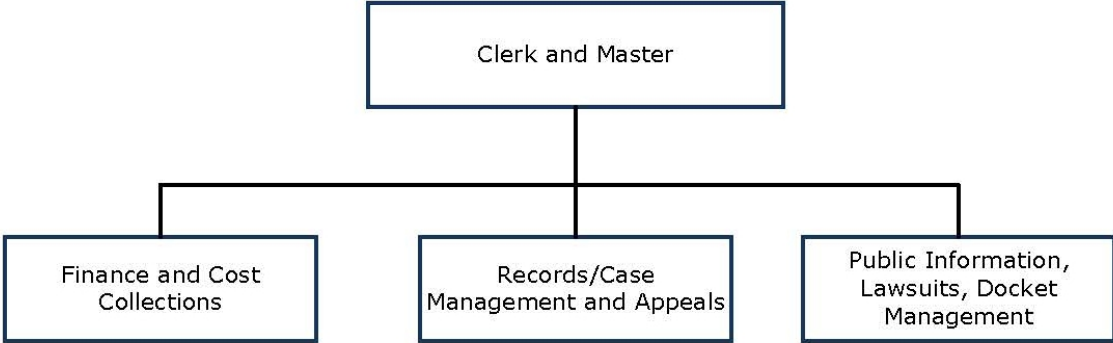 Clerk and Master
Finance and Cost
Collections
Records/Case
Management and Appeals
Public Information,
Lawsuits, Docket
Management